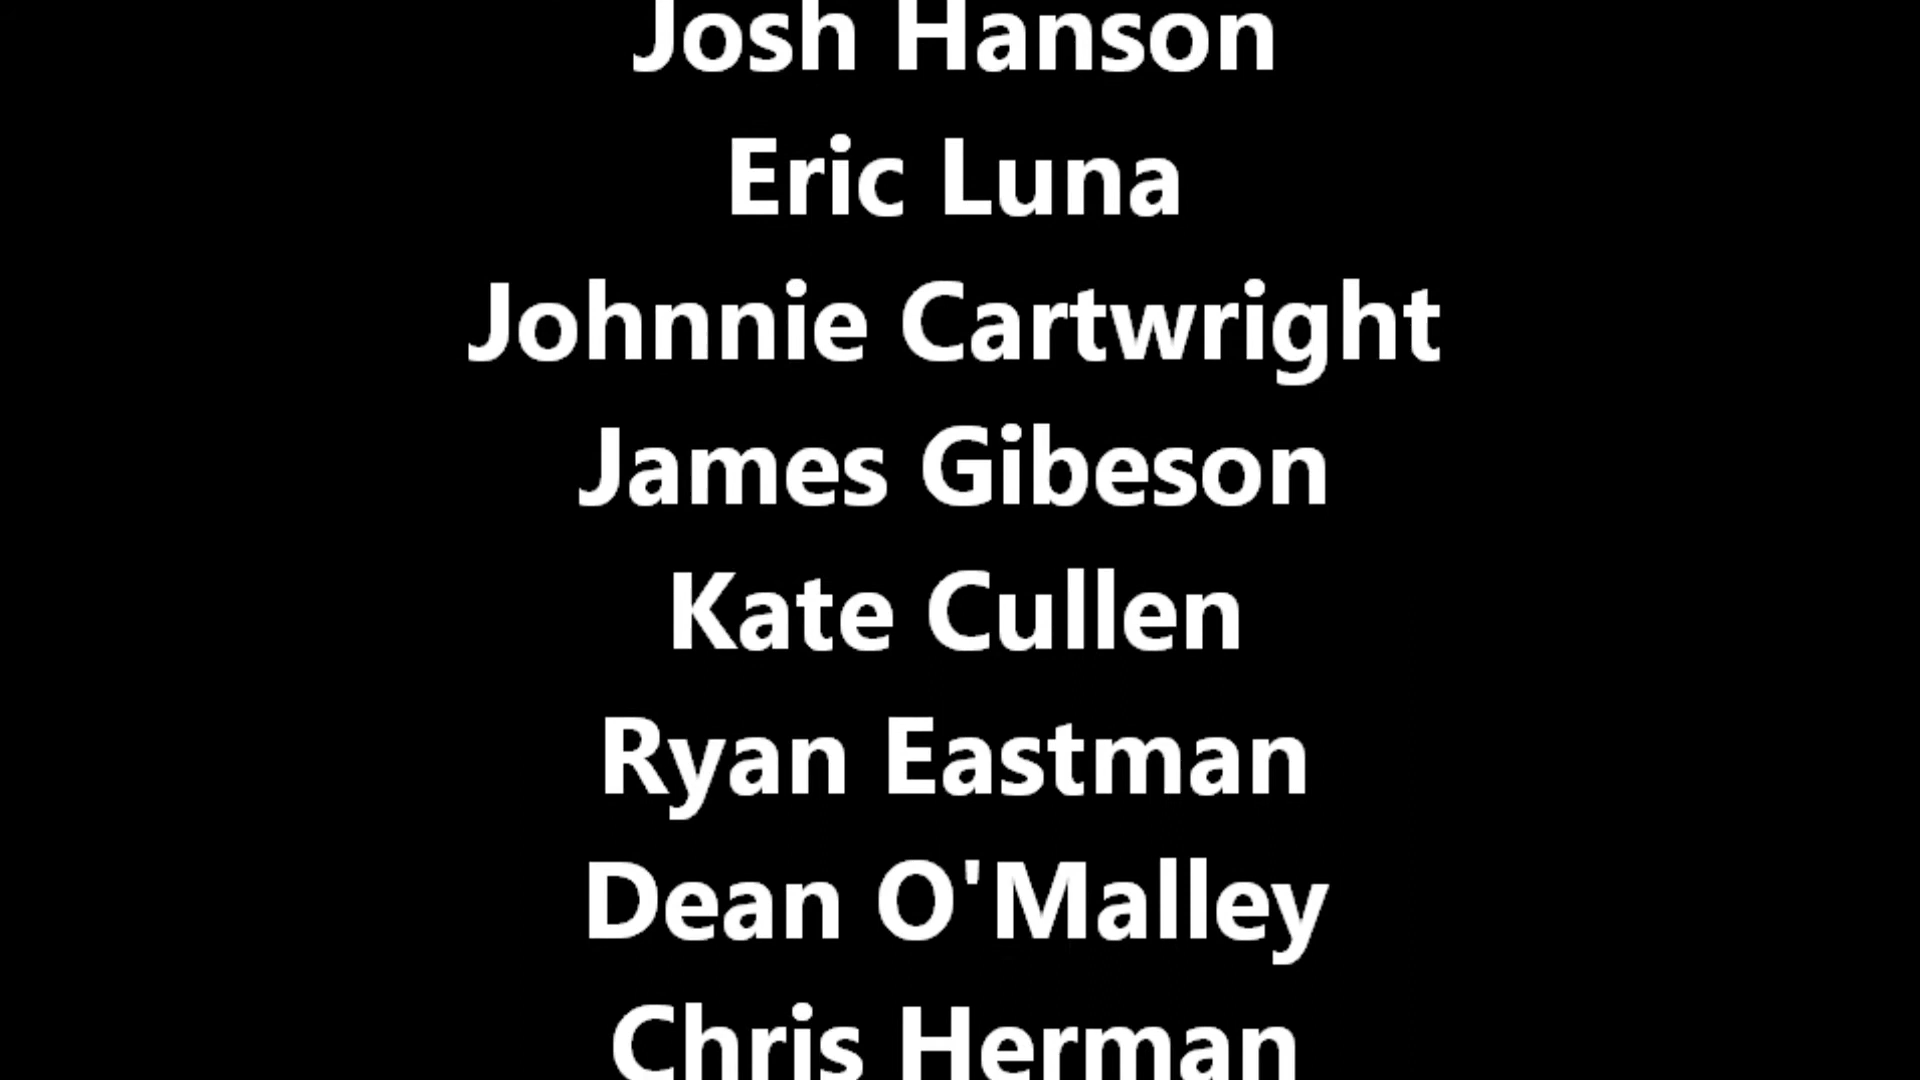 Josh Hanson
Eric Luna
Johnnie Cartwright
James Gibeson
Kate Cullen
Ryan Eastman
Dean O'Malley
Chris Herman